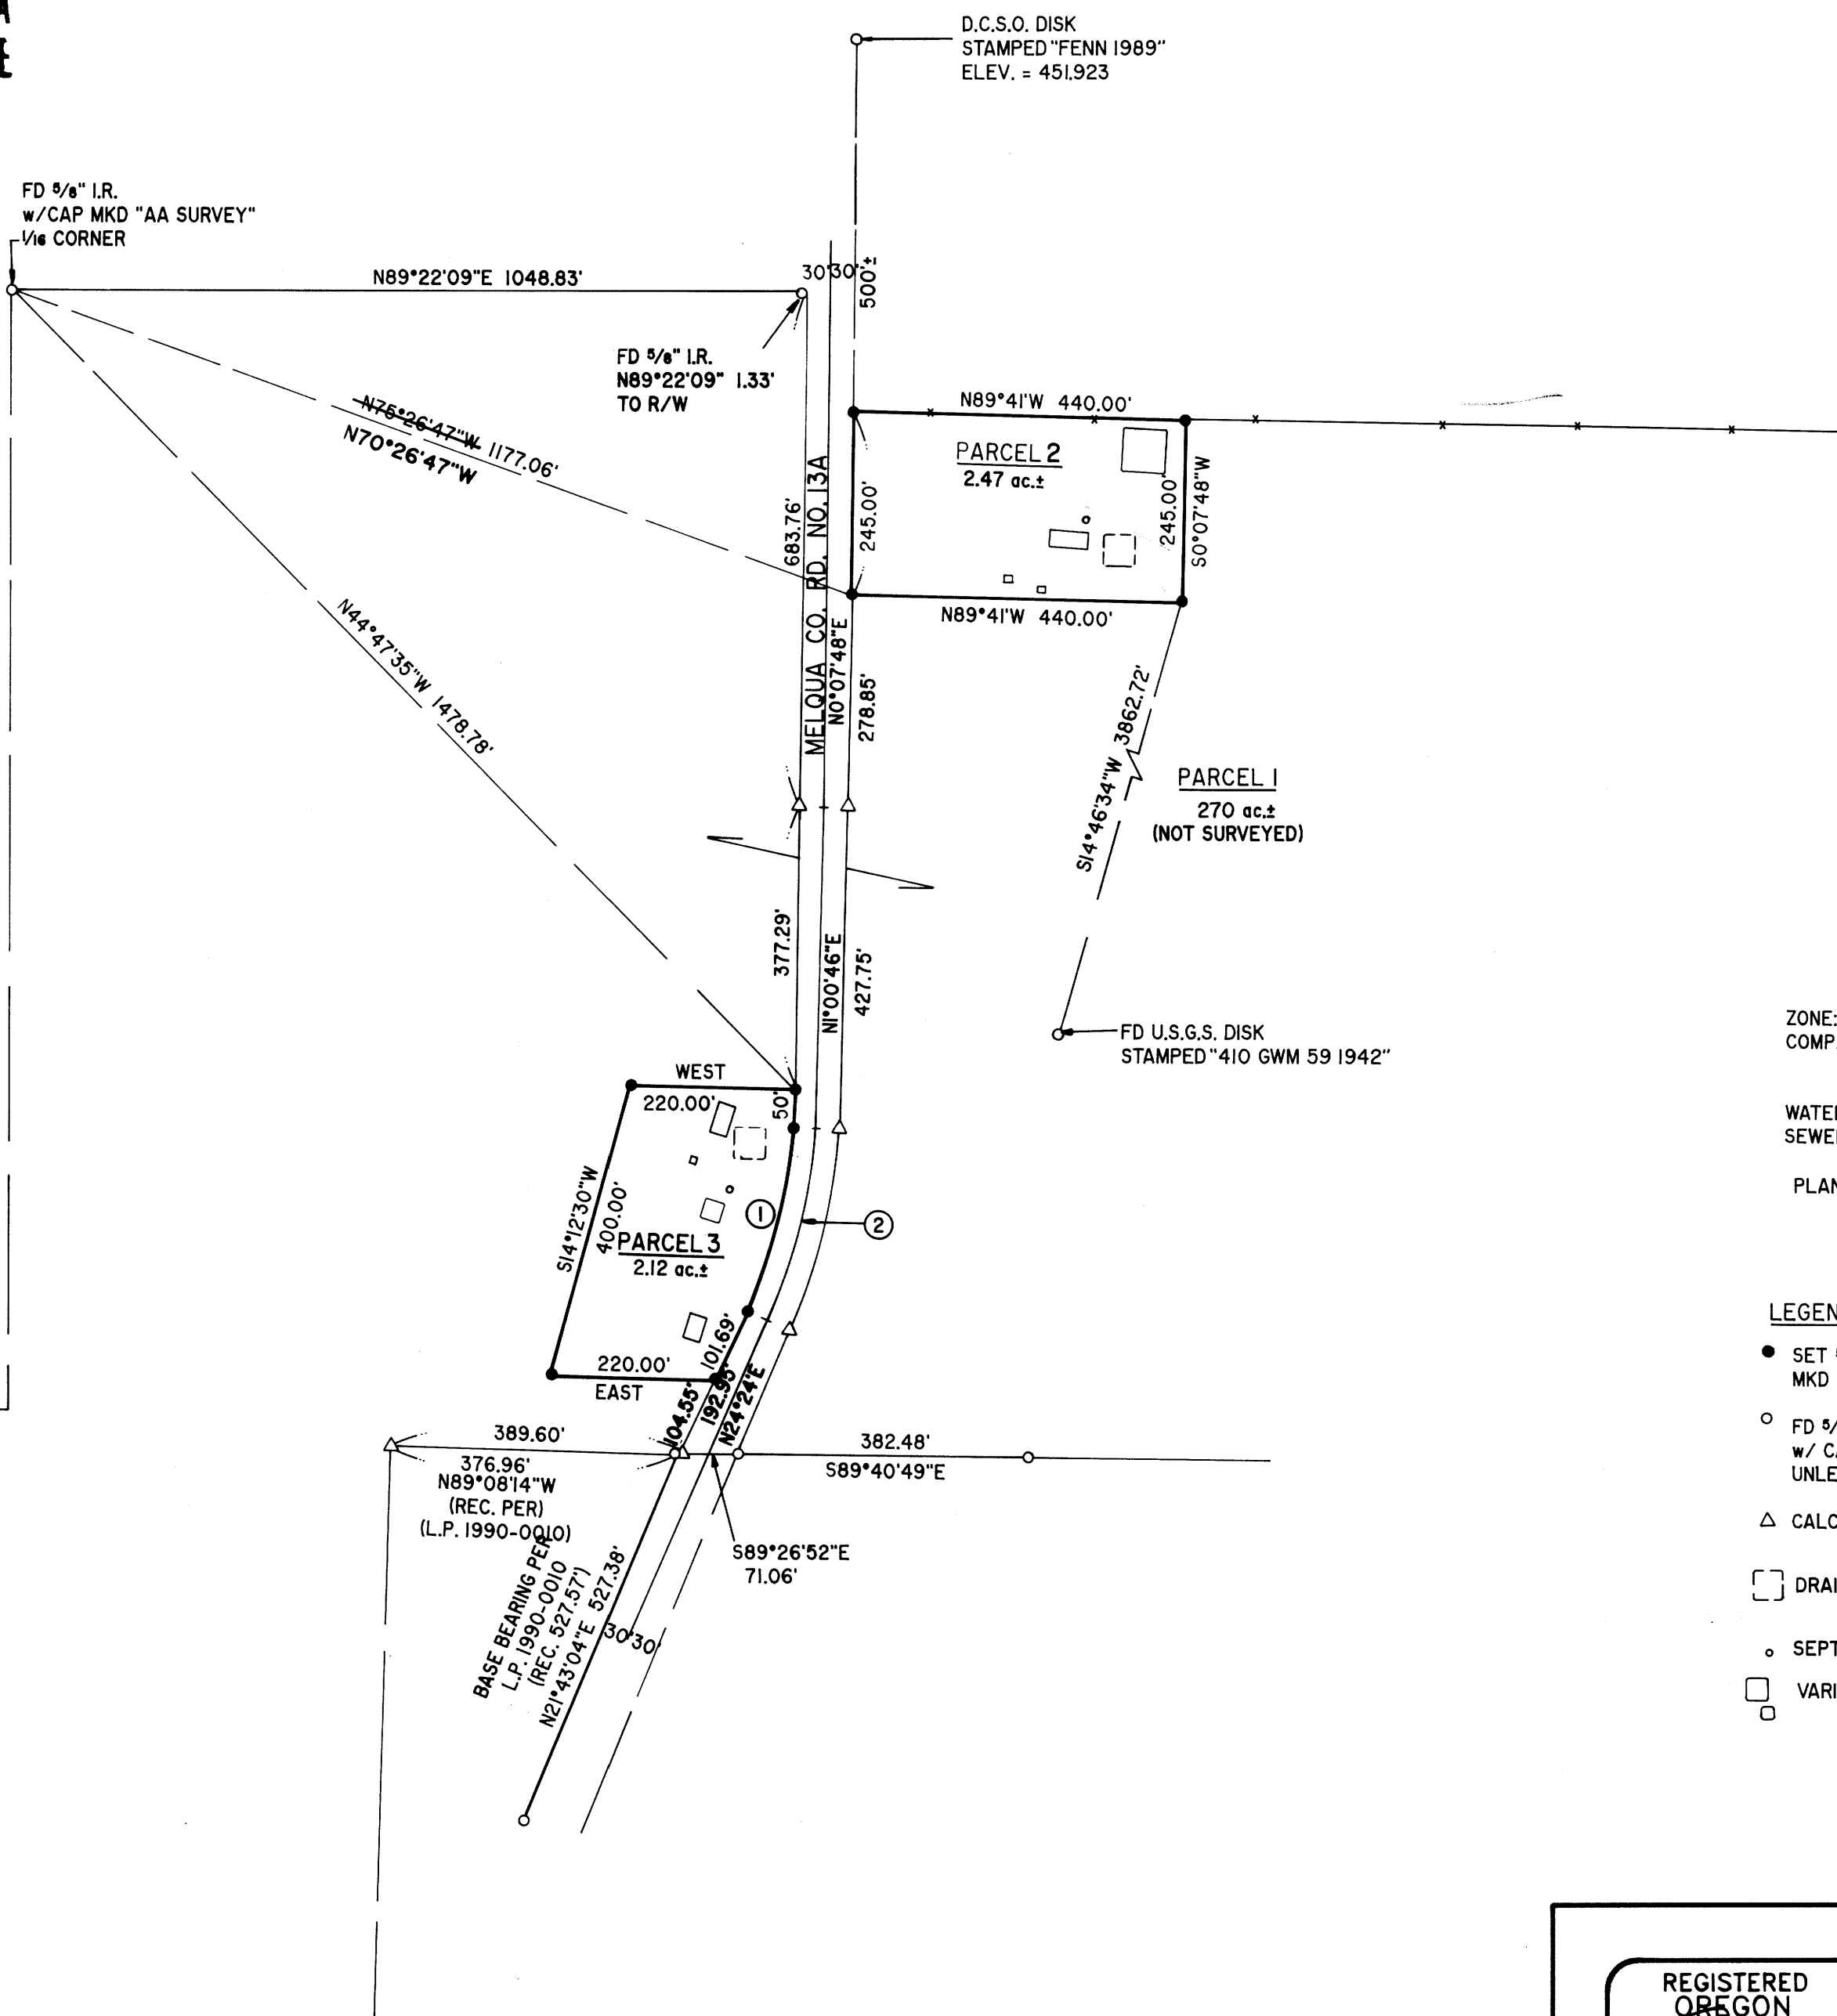 D.C.S.O. DISK
STAMPED "FENN 1989"
ELEV. = 451.923
FD 5/8" I.R.
w/CAP MKD "AA SURVEY"
1/16 CORNER
N89°22'09"E 1048.83'
30' 30'
500'±
FD 5/8" I.R.
N89°22'09" 1.33'
TO R/W
N75°26'47"W 1177.06'
N70°26'47"W
N89°41'W 440.00'
PARCEL 2
2.47 ac.±
683.76'
MELQUA CO. RD. NO. 13A
245.00'
245.00'
S0°07'48"W
N89°41'W 440.00'
N0°07'48"E
278.85'
N44°47'35"W 1478.78'
S14°46'34"W 3862.72'
PARCEL 1
270 ac.±
(NOT SURVEYED)
377.29'
N1°00'46"E
427.75'
FD U.S.G.S. DISK
STAMPED "410 GWM 59 1942"
ZONE:
COMP.
WEST
220.00'
50'
WATE
SEWE
PLAN
1
2
S14°12'30"W
400.00'
PARCEL 3
2.12 ac.±
101.69'
220.00'
EAST
104.55'
192.95'
N24°24'E
LEGEN
SET 5
MKD
FD 5/
w/ CA
UNLE
CALC
DRAI
SEPT
VARI
389.60'
376.96'
N89°08'14"W
(REC. PER)
(L.P. 1990-0010)
382.48'
S89°40'49"E
S89°26'52"E
71.06'
BASE BEARING PER
L.P. 1990-0010
(REC. 527.57')
N21°43'04"E 527.38'
30' 30'
REGISTERED
OREGON